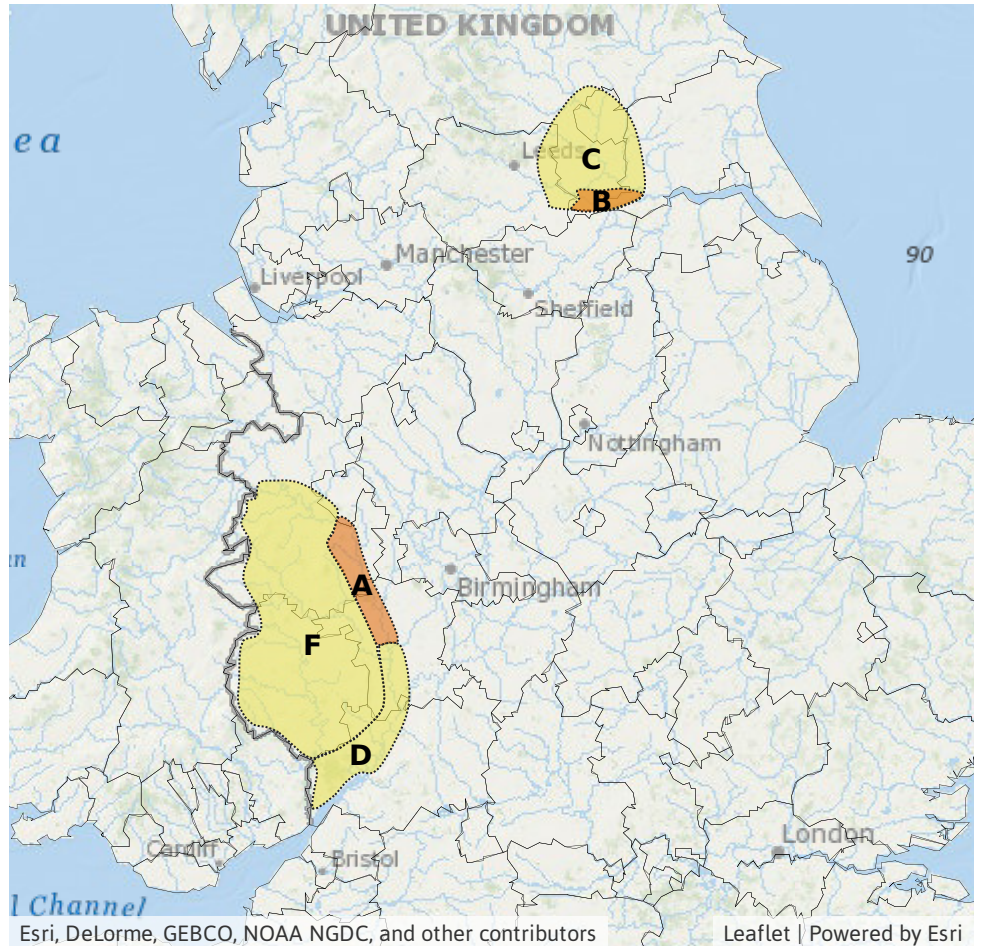 UNITED KINGDOM
ea
Leeds
C
B
Manchester
90
Liverpool
Sheffield
Nottingham
n
Birmingham
A
F
D
London
Cardiff
Bristol
l Channel
Esri, DeLorme, GEBCO, NOAA NGDC, and other contributors
Leaflet | Powered by Esri